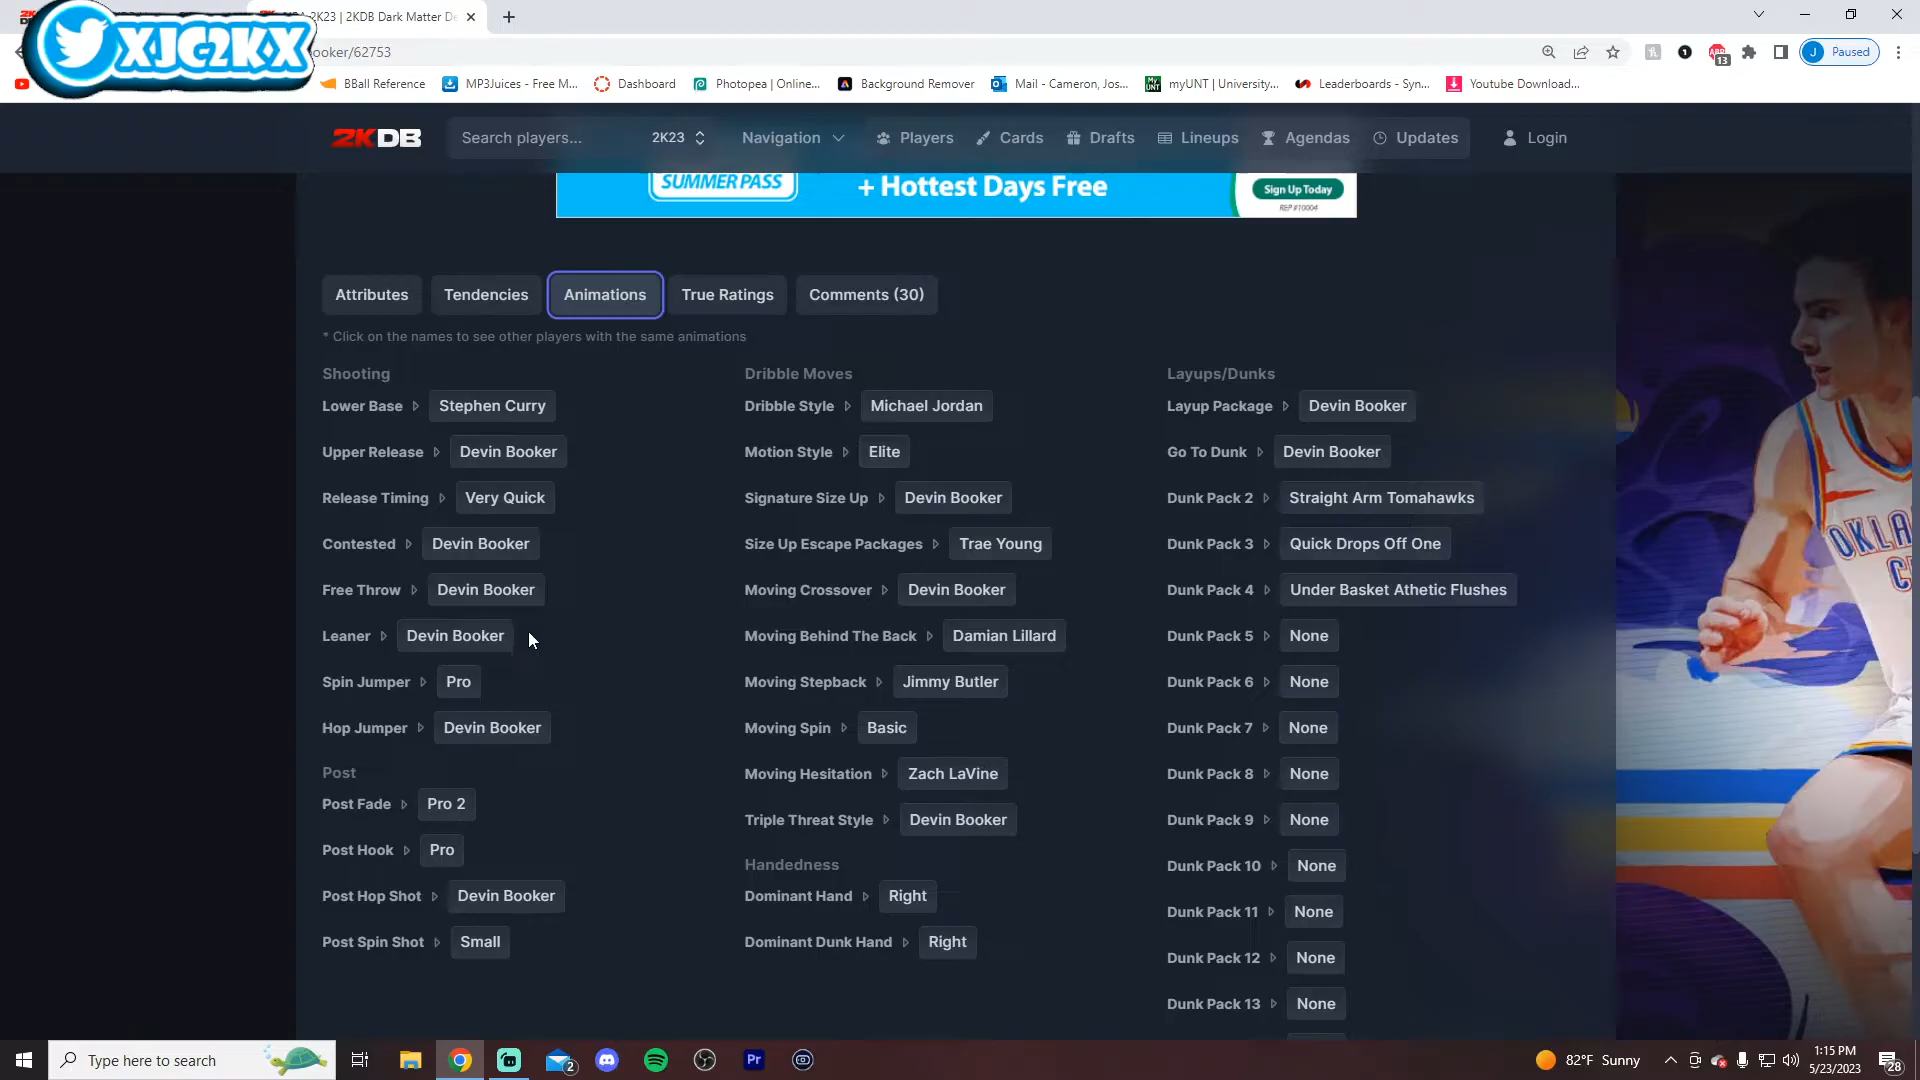 XJC2KX
2K23 | 2KDB Dark Matter De
ooker/62753
13
J Paused
BBall Reference
MP3Juices - Free M...
Dashboard
Photopea | Online...
Background Remover
Mail - Cameron, Jos...
myUNT | University...
Leaderboards - Syn...
Youtube Download...
2KDB
Search players...
2K23
Navigation
Players
Cards
Drafts
Lineups
Agendas
Updates
Login
SUMMER PASS
+ Hottest Days Free
Sign Up Today
REP #10004
Attributes
Tendencies
Animations
True Ratings
Comments (30)
* Click on the names to see other players with the same animations
Shooting
Lower Base Stephen Curry
Upper Release Devin Booker
Release Timing Very Quick
Contested Devin Booker
Free Throw Devin Booker
Leaner Devin Booker
Spin Jumper Pro
Hop Jumper Devin Booker
Post
Post Fade Pro 2
Post Hook Pro
Post Hop Shot Devin Booker
Post Spin Shot Small
Dribble Moves
Dribble Style Michael Jordan
Motion Style Elite
Signature Size Up Devin Booker
Size Up Escape Packages Trae Young
Moving Crossover Devin Booker
Moving Behind The Back Damian Lillard
Moving Stepback Jimmy Butler
Moving Spin Basic
Moving Hesitation Zach LaVine
Triple Threat Style Devin Booker
Handedness
Dominant Hand Right
Dominant Dunk Hand Right
Layups/Dunks
Layup Package Devin Booker
Go To Dunk Devin Booker
Dunk Pack 2 Straight Arm Tomahawks
Dunk Pack 3 Quick Drops Off One
Dunk Pack 4 Under Basket Athetic Flushes
Dunk Pack 5 None
Dunk Pack 6 None
Dunk Pack 7 None
Dunk Pack 8 None
Dunk Pack 9 None
Dunk Pack 10 None
Dunk Pack 11 None
Dunk Pack 12 None
Dunk Pack 13 None
OKLA
C
Type here to search
2
Pr
82°F Sunny
1:15 PM
5/23/2023
28